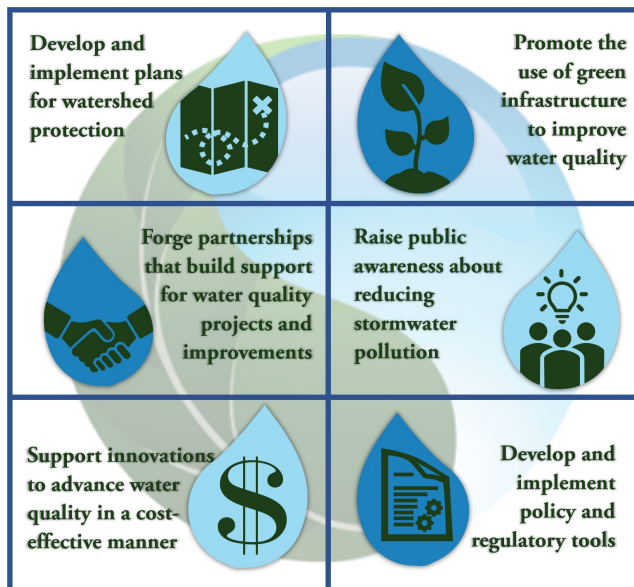 Develop and
implement plans
for watershed
protection
Promote the
use of green
infrastructure
to improve
water quality
Forge partnerships
that build support
for water quality
projects and
improvements
Raise public
awareness about
reducing
stormwater
pollution
Support innovations
to advance water
quality in a cost-
effective manner
$
Develop and
implement
policy and
regulatory tools